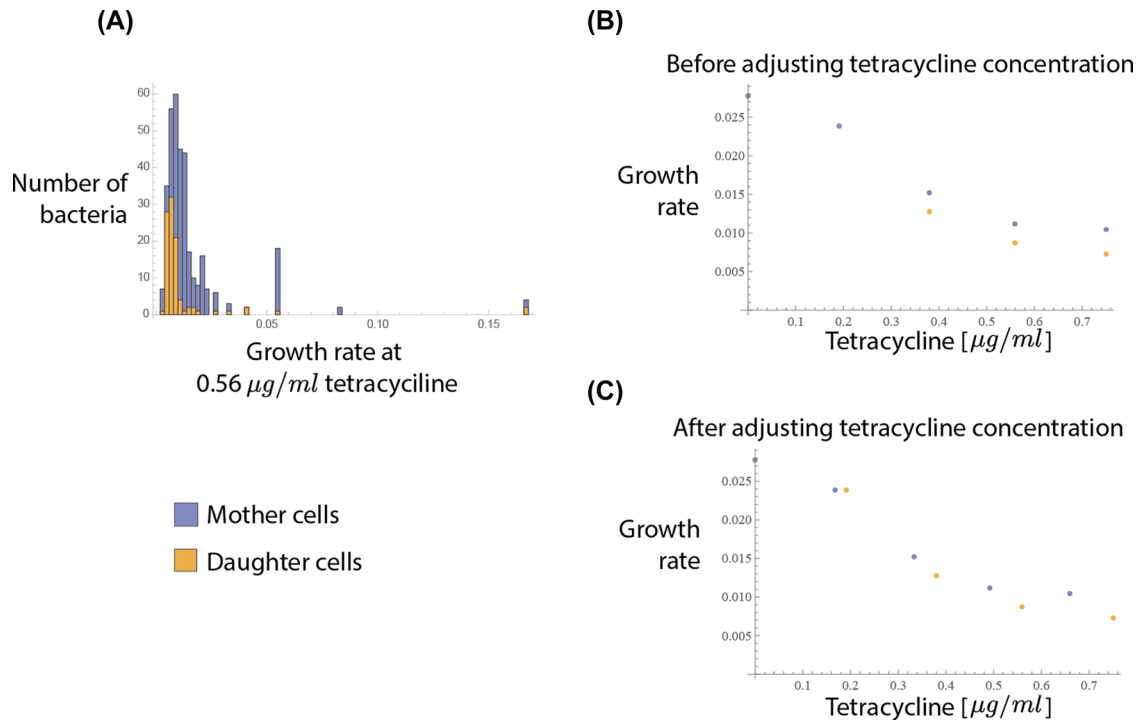 (A)
60
50
40
30
20
10
0
0.05
0.10
0.15
Number of
bacteria
Growth rate at
0.56 μg/ml tetracyciline
Mother cells
Daughter cells
(B)
Before adjusting tetracycline concentration
0.025
0.020
0.015
0.010
0.005
Growth
rate
0.1
0.2
0.3
0.4
0.5
0.6
0.7
Tetracycline [μg/ml]
(C)
After adjusting tetracycline concentration
0.025
0.020
0.015
0.010
0.005
Growth
rate
0.1
0.2
0.3
0.4
0.5
0.6
0.7
Tetracycline [μg/ml]